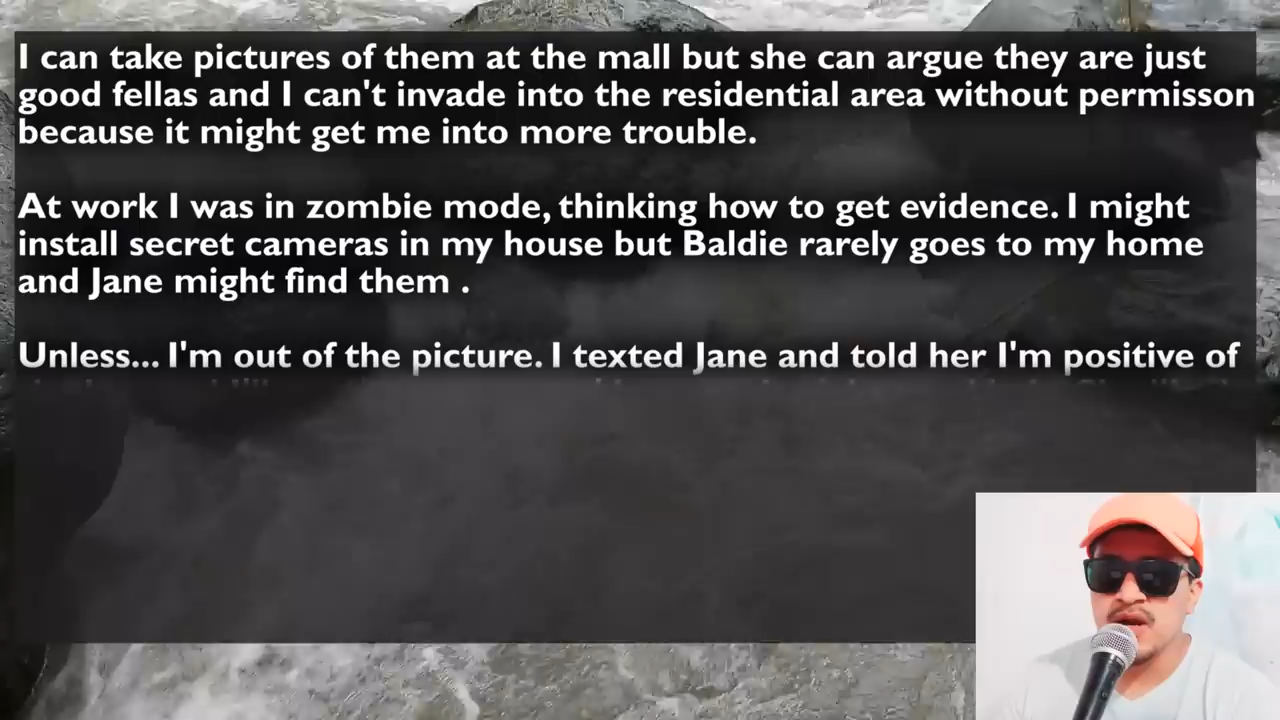 I can take pictures of them at the mall but she can argue they are just
good fellas and I can't invade into the residential area without permisson
because it might get me into more trouble.
At work I was in zombie mode, thinking how to get evidence. I might
install secret cameras in my house but Baldie rarely goes to my home
and Jane might find them .
Unless... I'm out of the picture. I texted Jane and told her I'm positive of